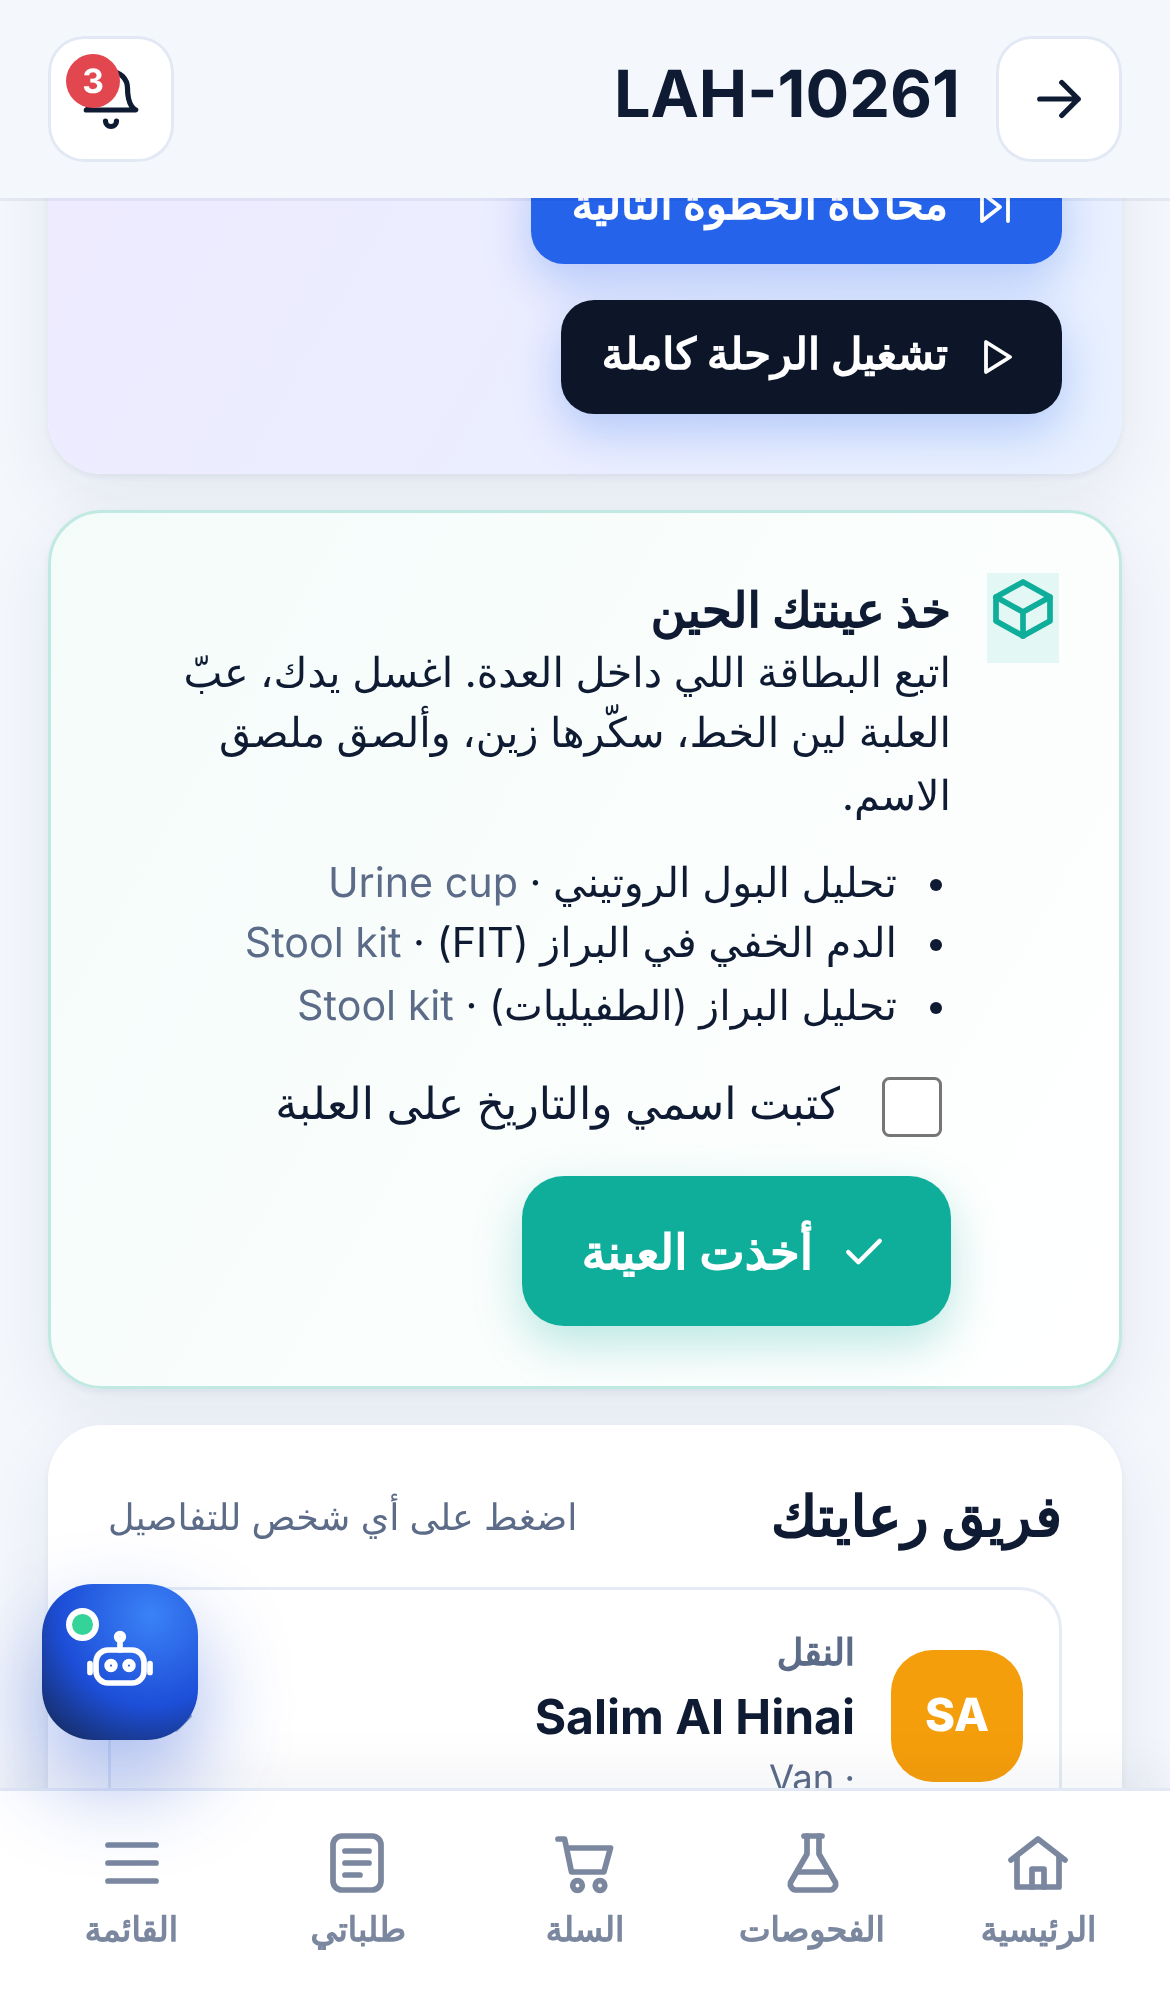 LAH-10261
3
محاكاة الخطوة التالية
تشغيل الرحلة كاملة
خذ عينتك الحين
اتبع البطاقة اللي داخل العدة. اغسل يدك، عبّ
العلبة لين الخط، سكّرها زين، وألصق ملصق
الاسم.
• تحليل البول الروتيني · Urine cup
• الدم الخفي في البراز (FIT) · Stool kit
• تحليل البراز (الطفيليات) · Stool kit
كتبت اسمي والتاريخ على العلبة
أخذت العينة
فريق رعايتك
اضغط على أي شخص للتفاصيل
النقل
SA
Salim Al Hinai
Van ·
الرئيسية
الفحوصات
السلة
طلباتي
القائمة